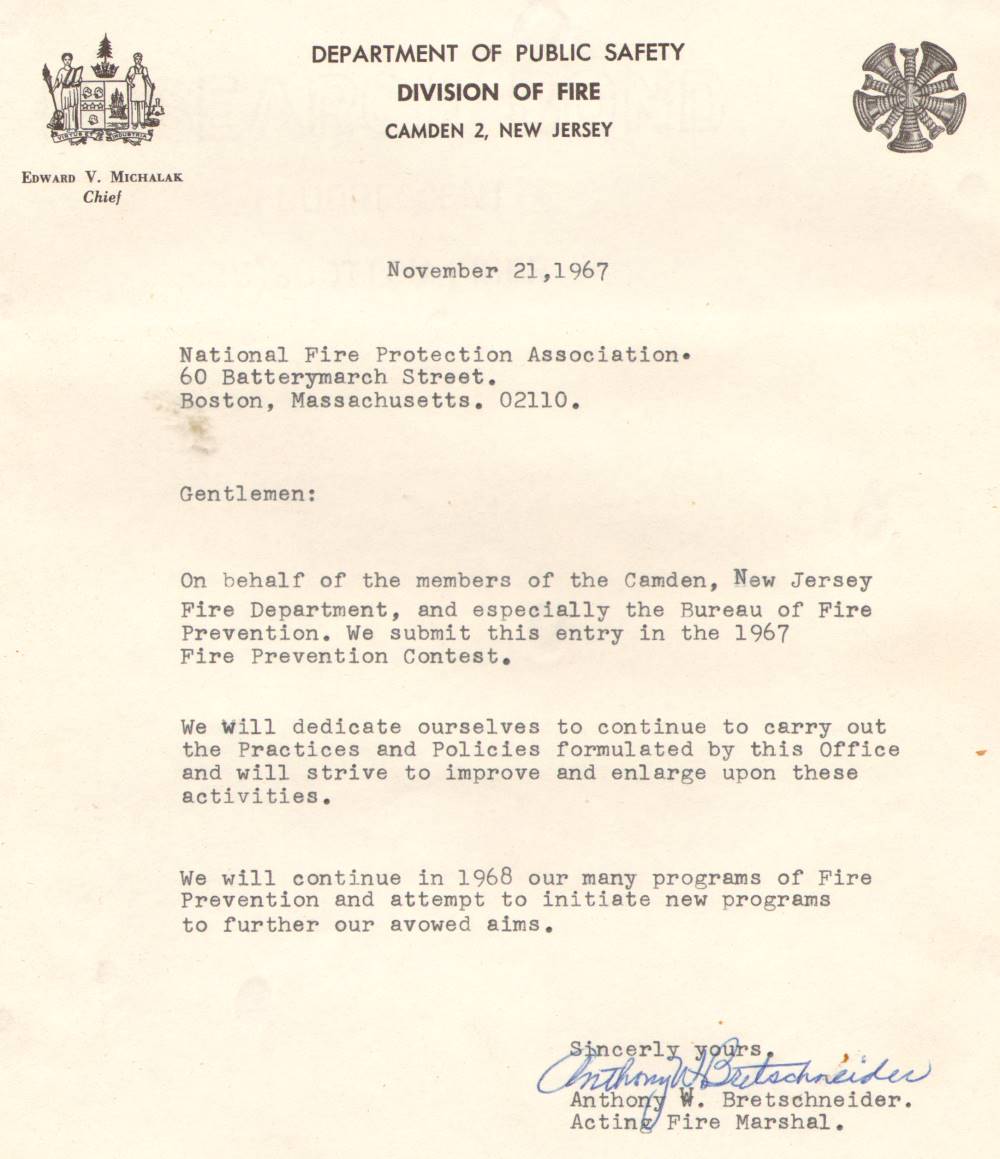 DEPARTMENT OF PUBLIC SAFETY
DIVISION OF FIRE
CAMDEN 2, NEW JERSEY
EDWARD V. MICHALAK
Chief
November 21,1967
National Fire Protection Association.
60 Batterymarch Street.
Boston, Massachusetts. 02110.
Gentlemen:
On behalf of the members of the Camden, New Jersey
Fire Department, and especially the Bureau of Fire
Prevention. We submit this entry in the 1967
Fire Prevention Contest.
We Will dedicate ourselves to continue to carry out
the Practices and Policies formulated by this Office
and will strive to improve and enlarge upon these
activities.
We will continue in 1968 our many programs of Fire
Prevention and attempt to initiate new programs
to further our avowed aims.
Sincerly yours,
Anthony W Bretschneider
Anthony W. Bretschneider.
Acting Fire Marshal.